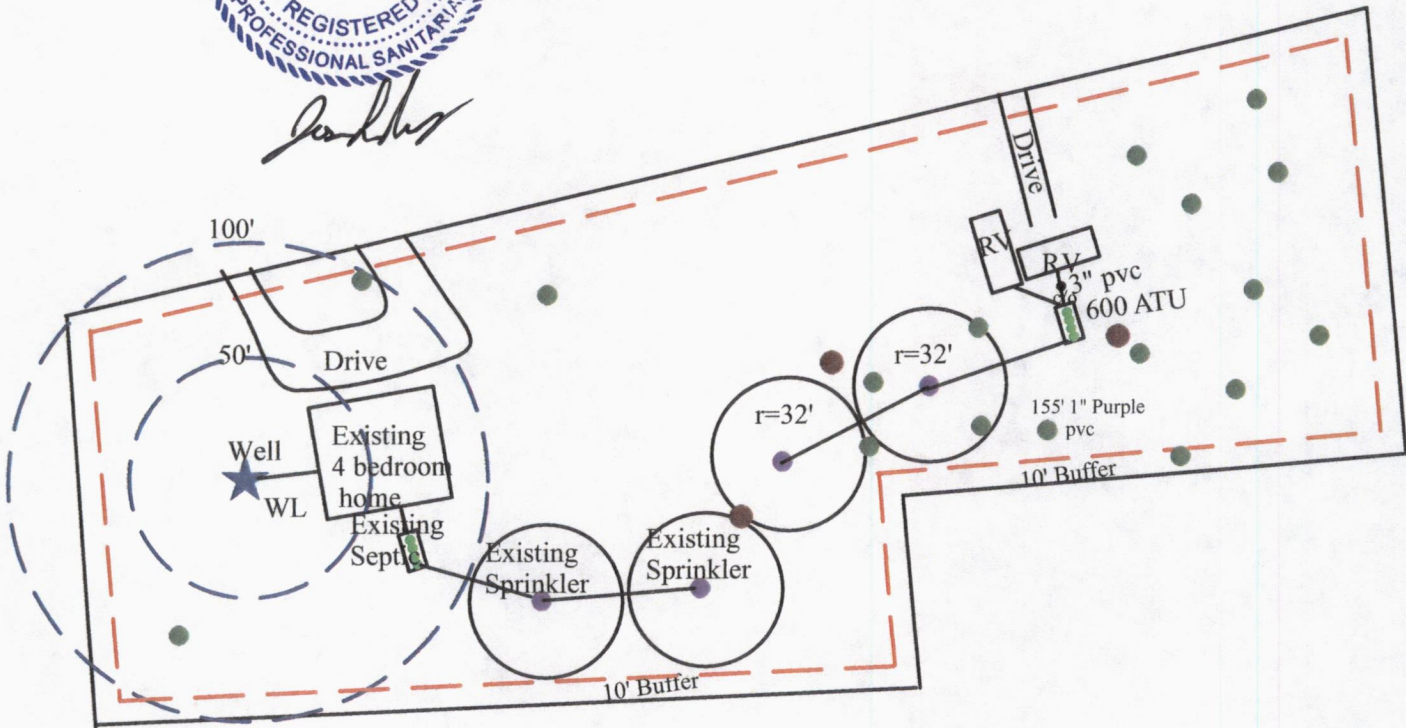 REGISTERED
PROFESSIONAL SANITARIAN
100'
50'
Drive
Well
WL
Existing
4 bedroom
home
Existing
Septic
Existing
Sprinkler
Existing
Sprinkler
r=32'
r=32'
Drive
RV
RV
3" pvc
600 ATU
155' 1" Purple
pvc
10' Buffer
10' Buffer